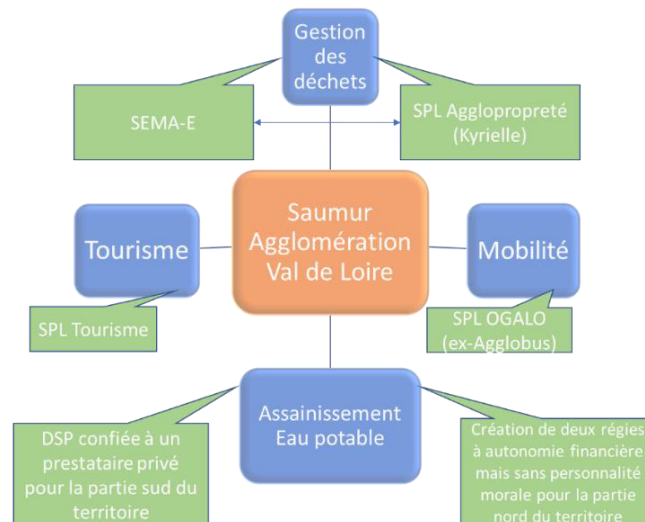 Gestion
des
déchets
SEMA-E
SPL Agglopropreté
(Kyrielle)
Saumur
Agglomération
Val de Loire
Tourisme
Mobilité
SPL Tourisme
SPL OGALO
(ex-Agglobus)
Assainissement
Eau potable
DSP confiée à un
prestataire privé
pour la partie sud du
territoire
Création de deux régies
à autonomie financière
mais sans personnalité
morale pour la partie
nord du territoire